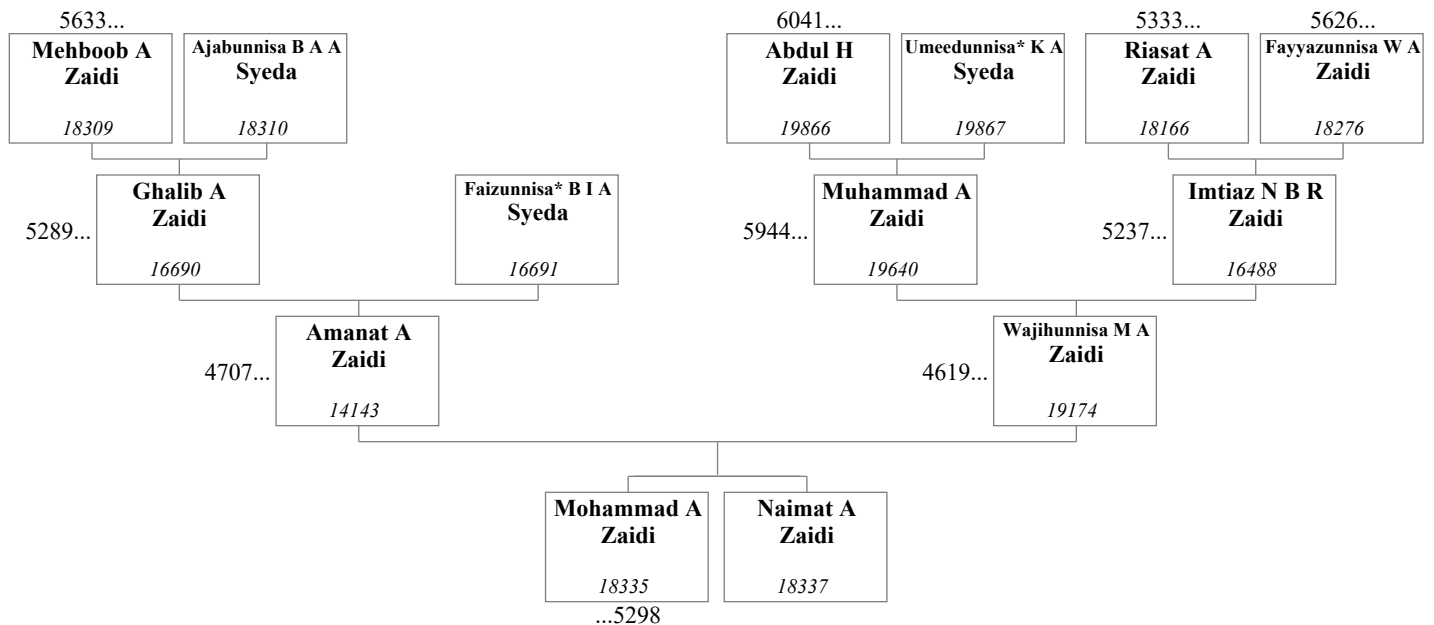 5633...
6041...
5333...
5626...
Mehboob A
Zaidi
18309
Ajabunnisa B A A
Syeda
18310
Abdul H
Zaidi
19866
Umeedunnisa* K A
Syeda
19867
Riasat A
Zaidi
18166
Fayyazunnisa W A
Zaidi
18276
5289...
Ghalib A
Zaidi
16690
Faizunnisa* B I A
Syeda
16691
5944...
Muhammad A
Zaidi
19640
5237...
Imtiaz N B R
Zaidi
16488
4707...
Amanat A
Zaidi
14143
4619...
Wajihunnisa M A
Zaidi
19174
Mohammad A
Zaidi
18335
Naimat A
Zaidi
18337
...5298